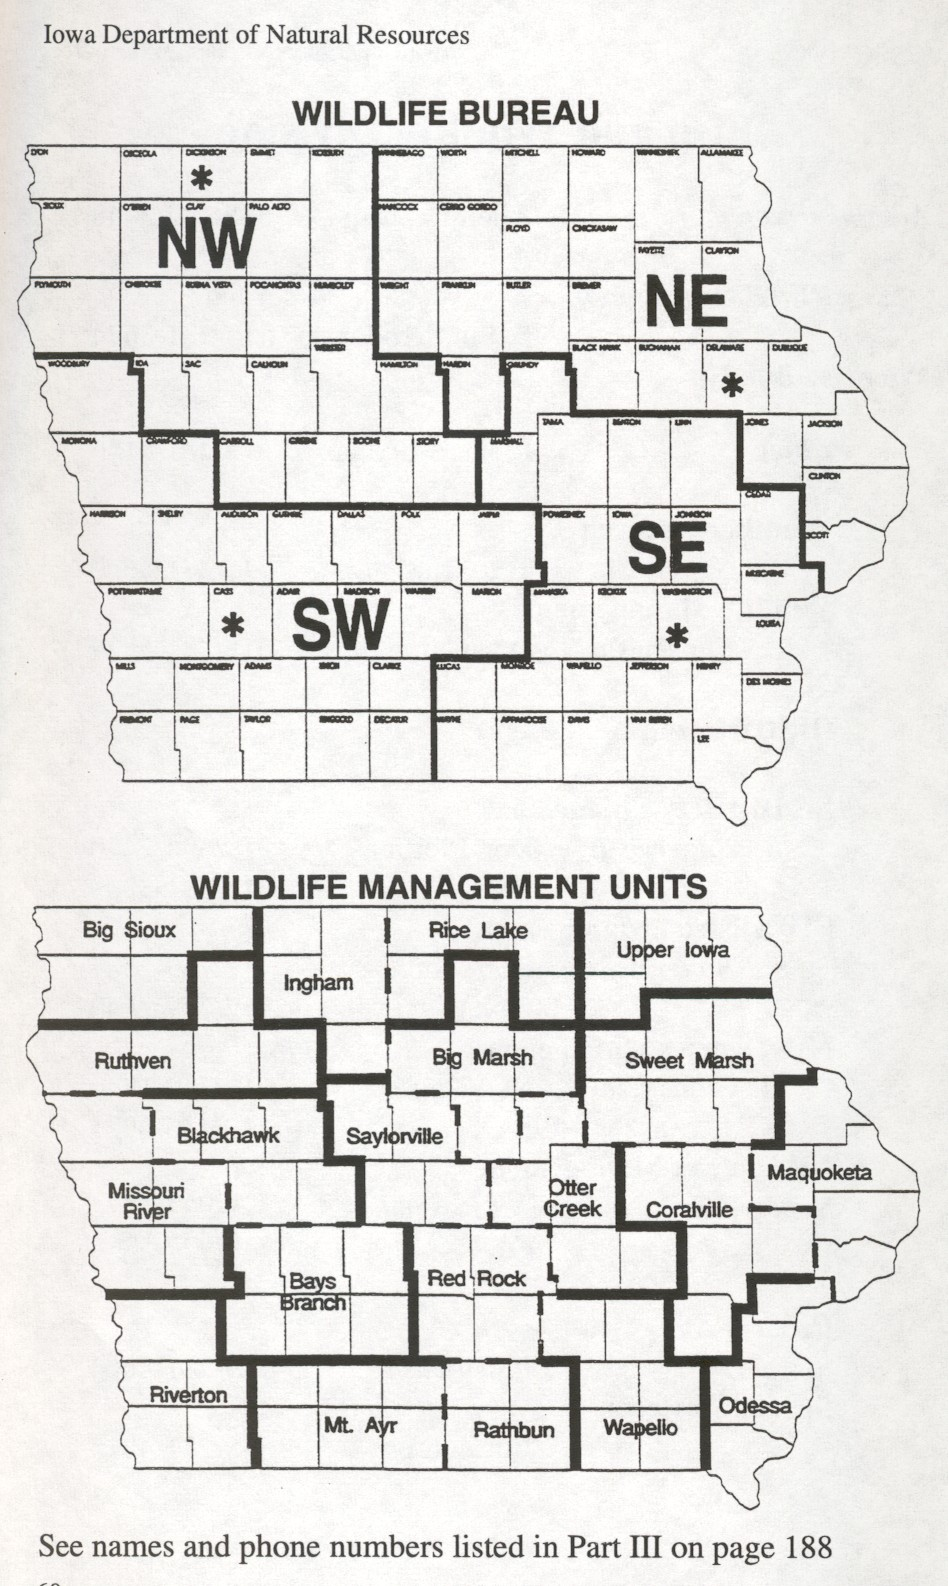 Iowa Department of Natural Resources
WILDLIFE BUREAU
OSCEOLA DICKINSON EMMET KOSSUTH WINNEBAGO WORTH MITCHELL HOWARD WINNESHIEK ALLAMAKEE
*
SIOUX O'BRIEN CLAY PALO ALTO HANCOCK CERRO GORDO
NW
FLOYD CHICKASAW
FAYETTE CLAYTON
PLYMOUTH CHEROKEE BUENA VISTA POCAHONTAS HUMBOLDT WRIGHT FRANKLIN BUTLER BREMER
NE
WEBSTER BLACK HAWK BUCHANAN DELAWARE DUBUQUE
WOODBURY IDA SAC CALHOUN HAMILTON HARDIN GRUNDY
*
TAMA BENTON LINN JONES JACKSON
MONONA CRAWFORD CARROLL GREENE BOONE STORY MARSHALL
CLINTON
CEDAR
HARRISON SHELBY AUDUBON GUTHRIE DALLAS POLK JASPER POWESHIEK IOWA JOHNSON
SCOTT
SE
MUSCATINE
POTTAWATTAMIE CASS ADAIR MADISON WARREN MARION MAHASKA KEOKUK WASHINGTON
* SW *
LOUISA
MILLS MONTGOMERY ADAMS UNION CLARKE LUCAS MONROE WAPELLO JEFFERSON HENRY
DES MOINES
FREMONT PAGE TAYLOR RINGGOLD DECATUR WAYNE APPANOOSE DAVIS VAN BUREN
LEE
WILDLIFE MANAGEMENT UNITS
Big Sioux Rice Lake
Upper Iowa
Ingham
Ruthven Big Marsh Sweet Marsh
Blackhawk Saylorville
Maquoketa
Missouri
River
Otter
Creek
Coralville
Bays
Branch
Red Rock
Riverton
Odessa
Mt. Ayr Rathbun Wapello
See names and phone numbers listed in Part III on page 188